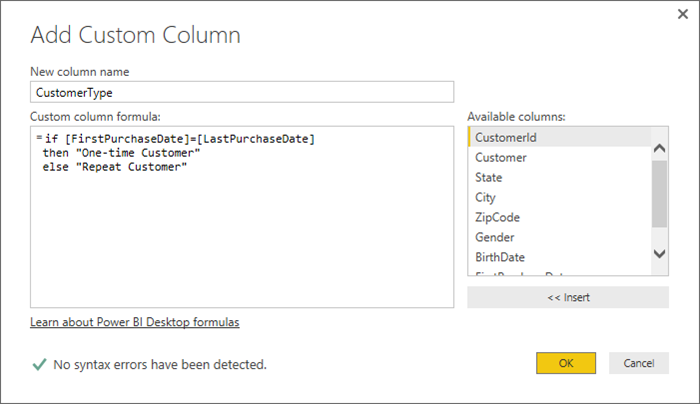 Add Custom Column
New column name
CustomerType
Custom column formula:
Available columns:
=if [FirstPurchaseDate]=[LastPurchaseDate]
then "One-time Customer"
else "Repeat Customer"
CustomerId
Customer
State
City
ZipCode
Gender
BirthDate
<< Insert
Learn about Power BI Desktop formulas
No syntax errors have been detected.
OK
Cancel